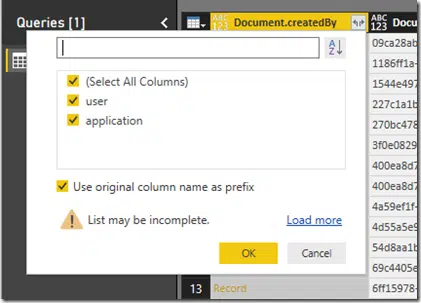 Queries [1]
ABC
123
Document.createdBy
ABC
123
A
Z
(Select All Columns)
user
application
Use original column name as prefix
List may be incomplete.
Load more
OK
Cancel
09ca28ab
1186ff1a-
1544e497
227c1a1b
270bc478
3f0e0829
400ea8d7
400ea8d7
4a59ef1f-
4d55a5e9
54d8aa1b
69c4405e
13
Record
6ff15978-